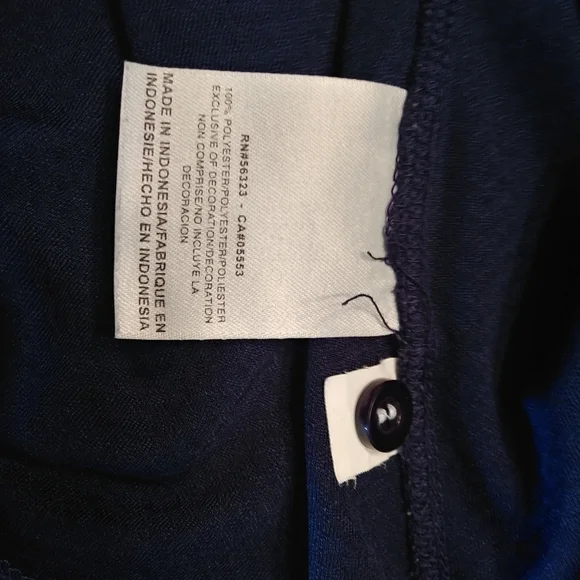 RN#56323 - CA#05553
100% POLYESTER/POLYESTER/POLIESTER
EXCLUSIVE OF DECORATION/DECORATION
NON COMPRISE/NO INCLUYE LA
DECORACION
MADE IN INDONESIA/FABRIQUE EN
INDONESIE/HECHO EN INDONESIA